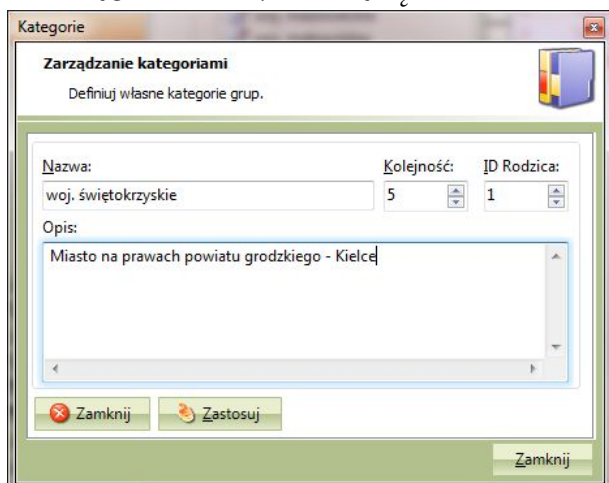 Kategorie
Zarządzanie kategoriami
Definiuj własne kategorie grup.
Nazwa: Kolejność: ID Rodzica:
woj. świętokrzyskie 5 1
Opis:
Miasto na prawach powiatu grodzkiego - Kielce
Zamknij Zastosuj
Zamknij